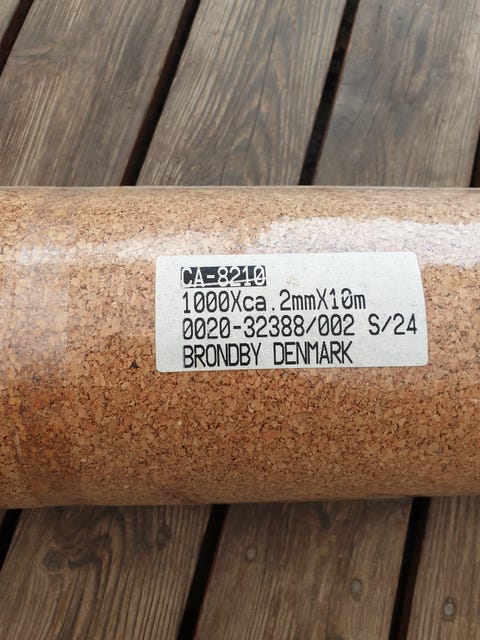 CA-8210
1000Xca.2mmX10m
0020-32388/002 S/24
BRONDBY DENMARK